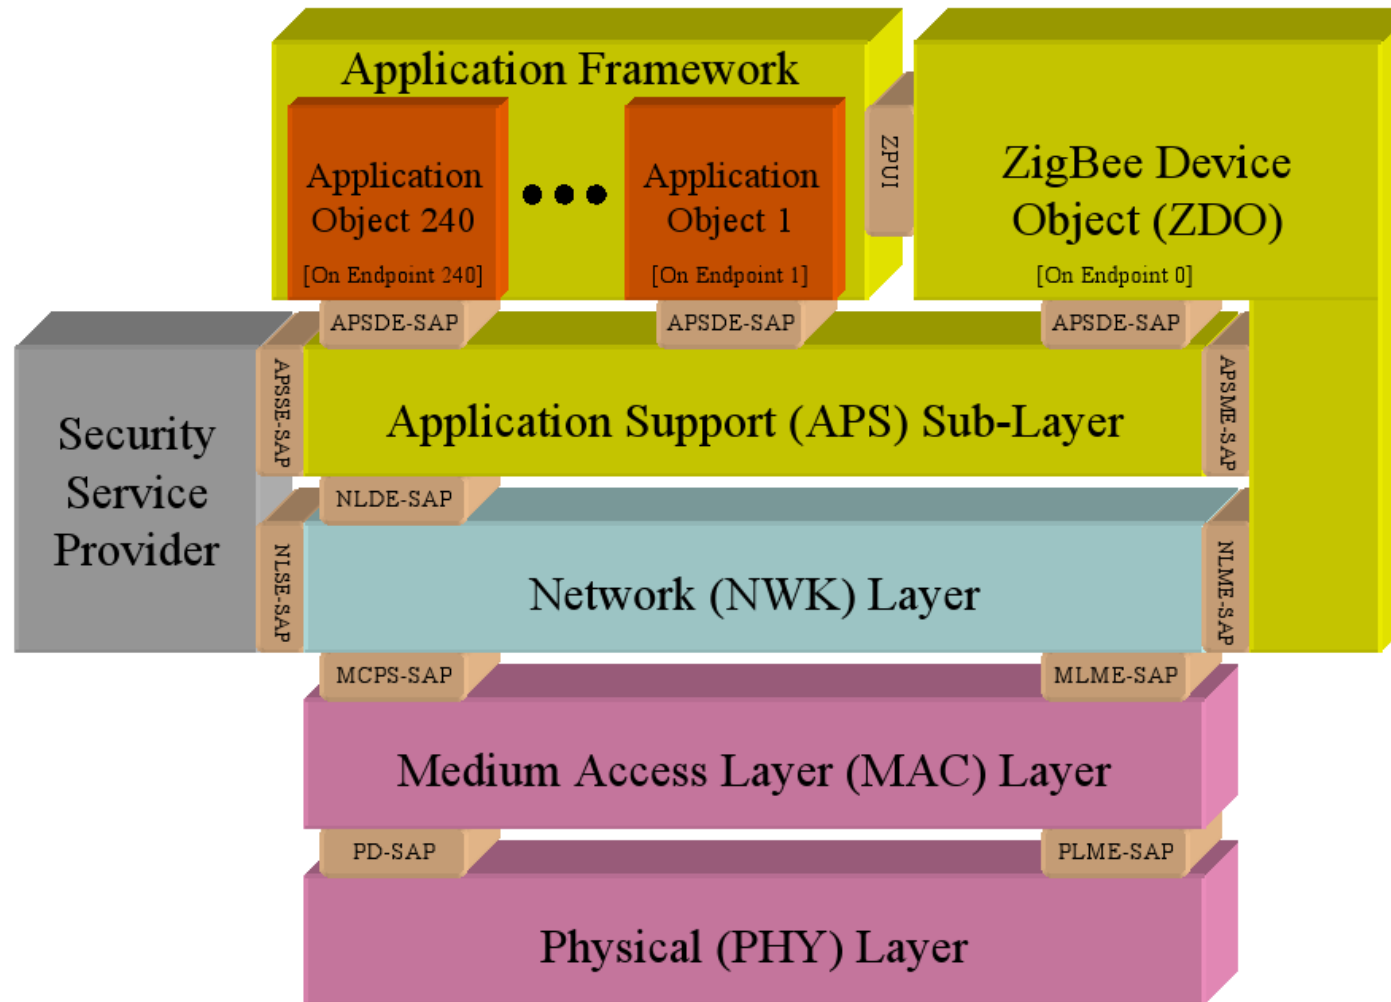 Application Framework
Application
Object 240
[On Endpoint 240]
Application
Object 1
[On Endpoint 1]
ZPUI
ZigBee Device
Object (ZDO)
[On Endpoint 0]
APSDE-SAP
APSDE-SAP
APSDE-SAP
Security
Service
Provider
APSSE-SAP
Application Support (APS) Sub-Layer
APSME-SAP
NLDE-SAP
NLSE-SAP
Network (NWK) Layer
NLME-SAP
MCPS-SAP
MLME-SAP
Medium Access Layer (MAC) Layer
PD-SAP
PLME-SAP
Physical (PHY) Layer